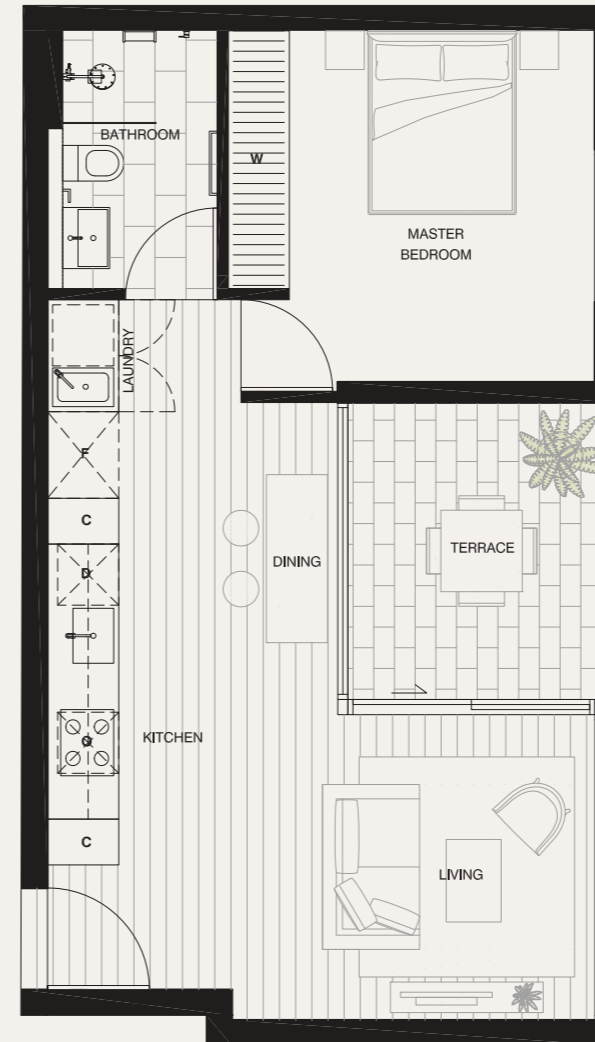 BATHROOM
W
MASTER
BEDROOM
LAUNDRY
F
C
D
DINING
TERRACE
KITCHEN
C
LIVING